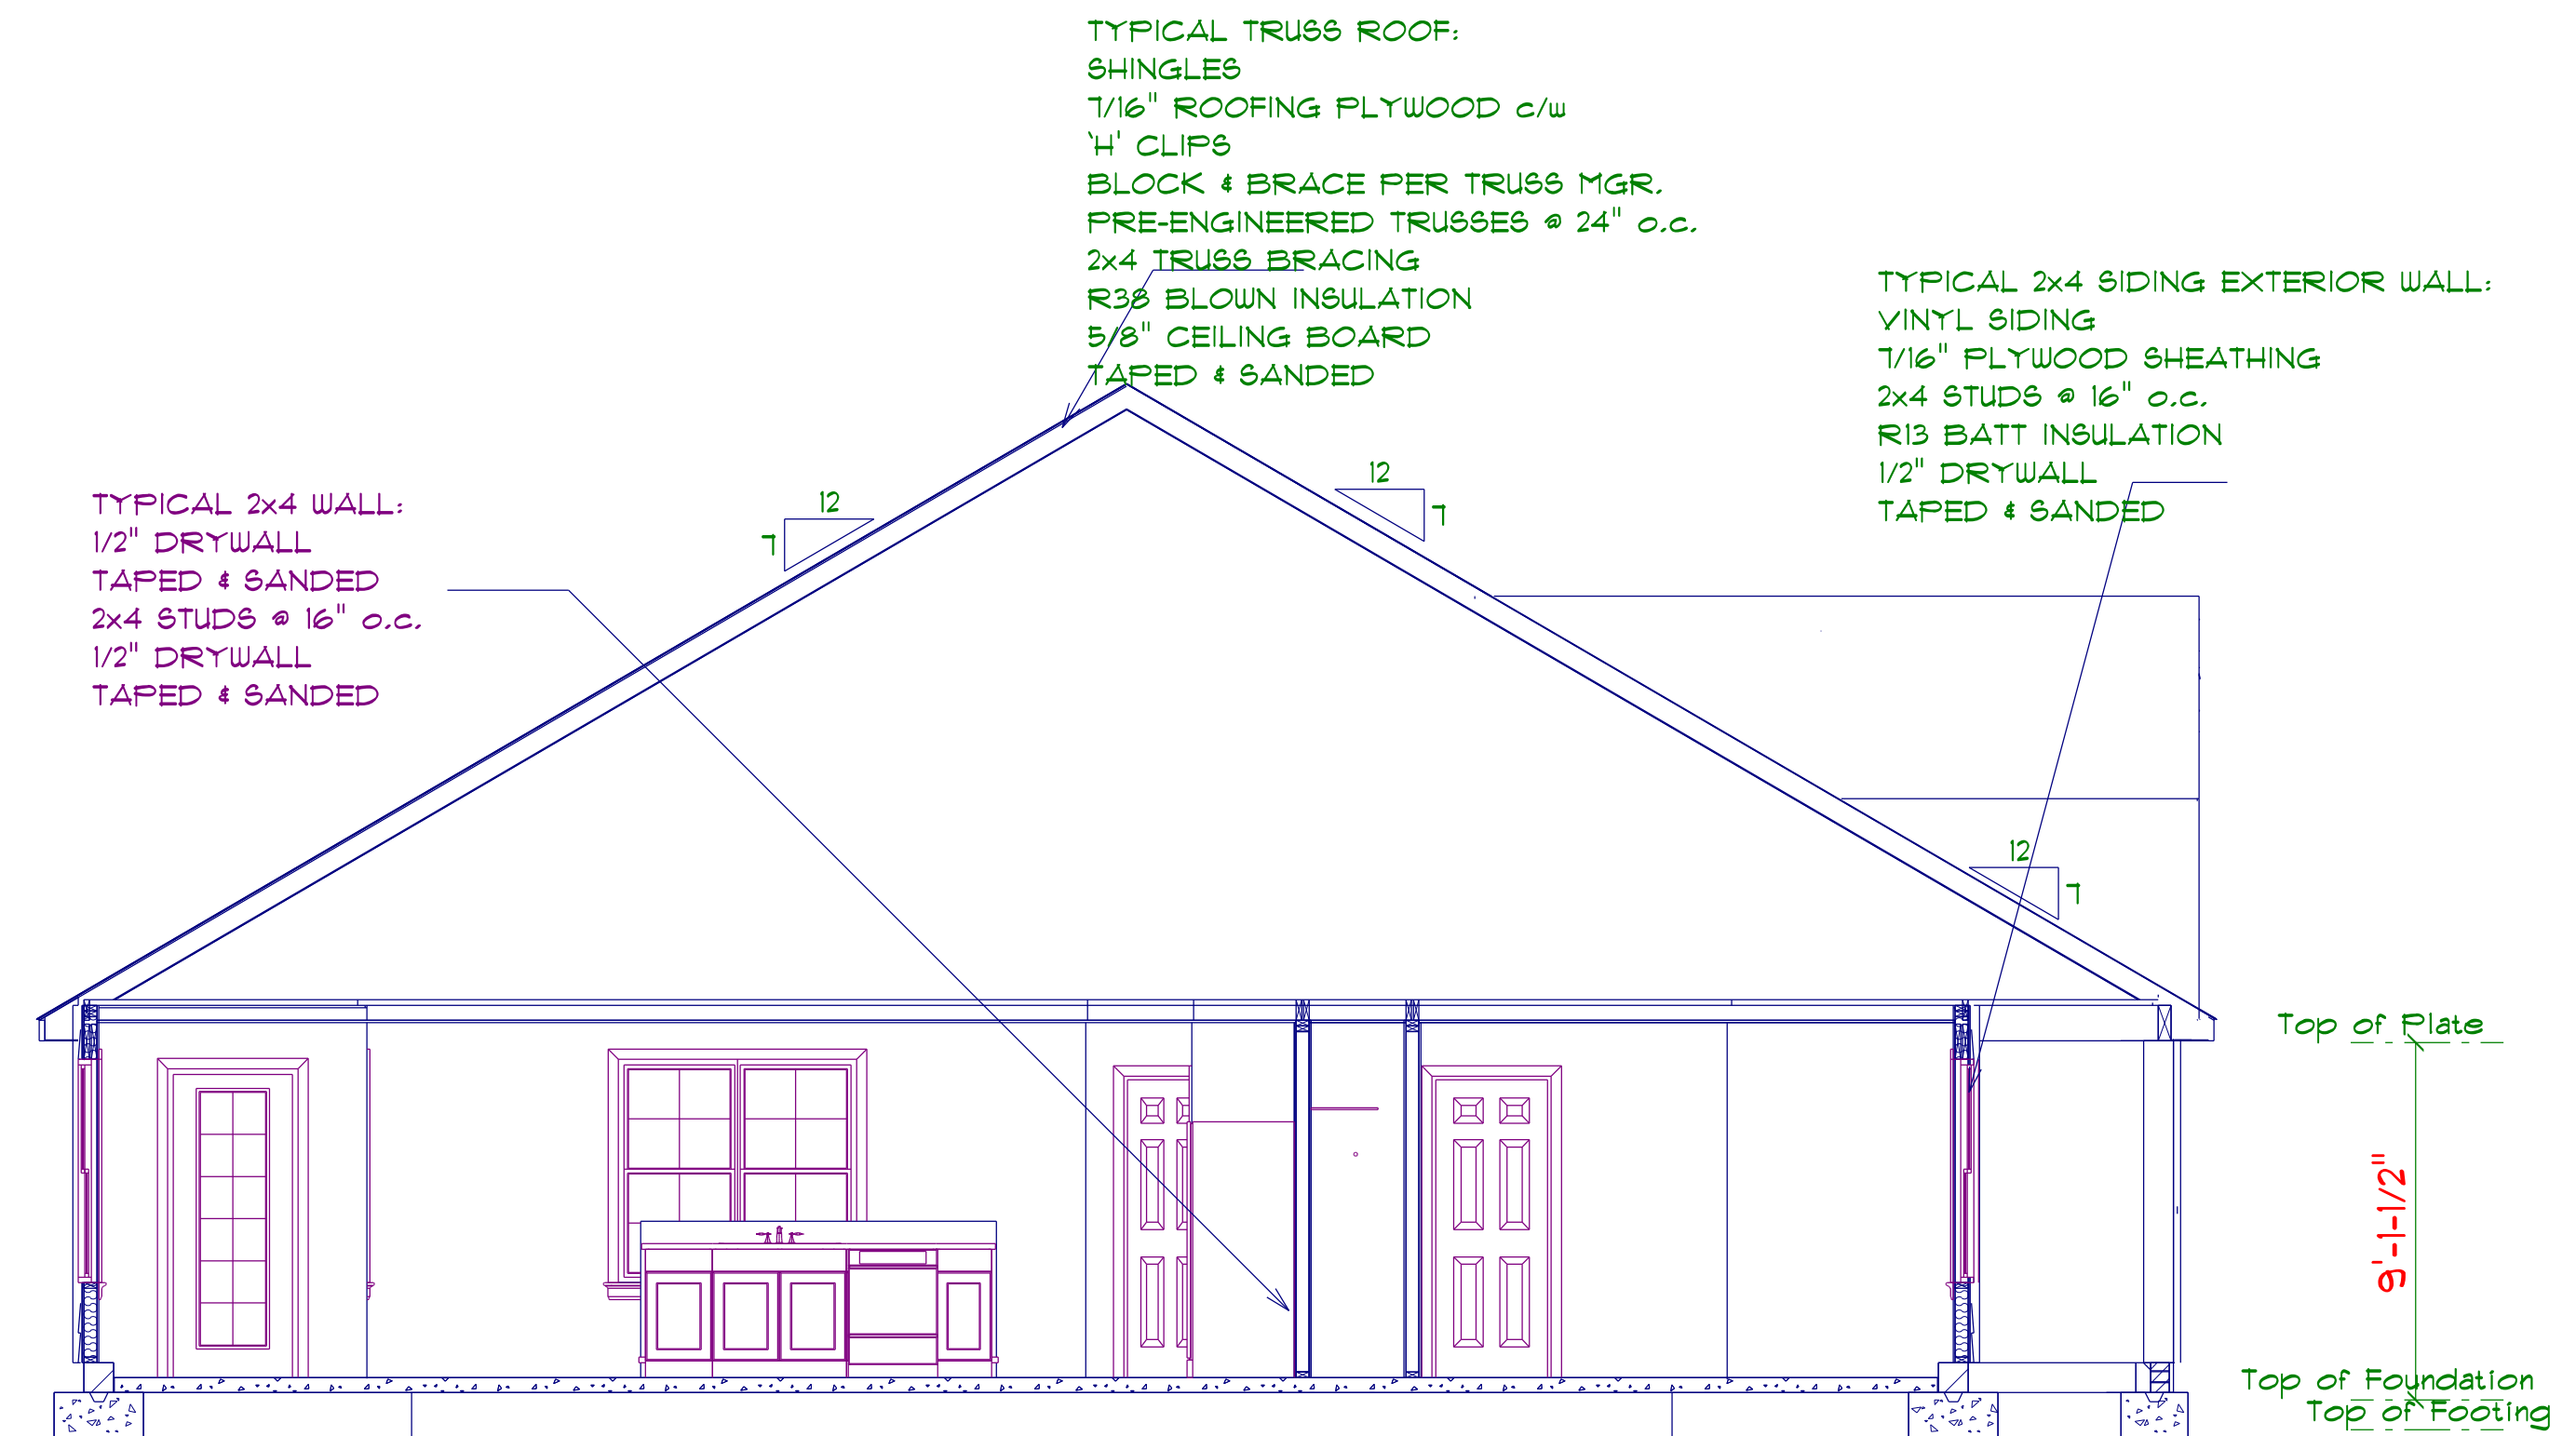 TYPICAL TRUSS ROOF:
SHINGLES
7/16" ROOFING PLYWOOD c/w
'H' CLIPS
BLOCK & BRACE PER TRUSS MGR.
PRE-ENGINEERED TRUSSES @ 24" o.c.
2x4 TRUSS BRACING
R38 BLOWN INSULATION
5/8" CEILING BOARD
TAPED & SANDED
TYPICAL 2x4 SIDING EXTERIOR WALL:
VINYL SIDING
7/16" PLYWOOD SHEATHING
2x4 STUDS @ 16" o.c.
R13 BATT INSULATION
1/2" DRYWALL
TAPED & SANDED
TYPICAL 2x4 WALL:
1/2" DRYWALL
TAPED & SANDED
2x4 STUDS @ 16" o.c.
1/2" DRYWALL
TAPED & SANDED
12
7
12
7
12
7
Top of Plate
9'-1-1/2"
Top of Foundation
Top of Footing